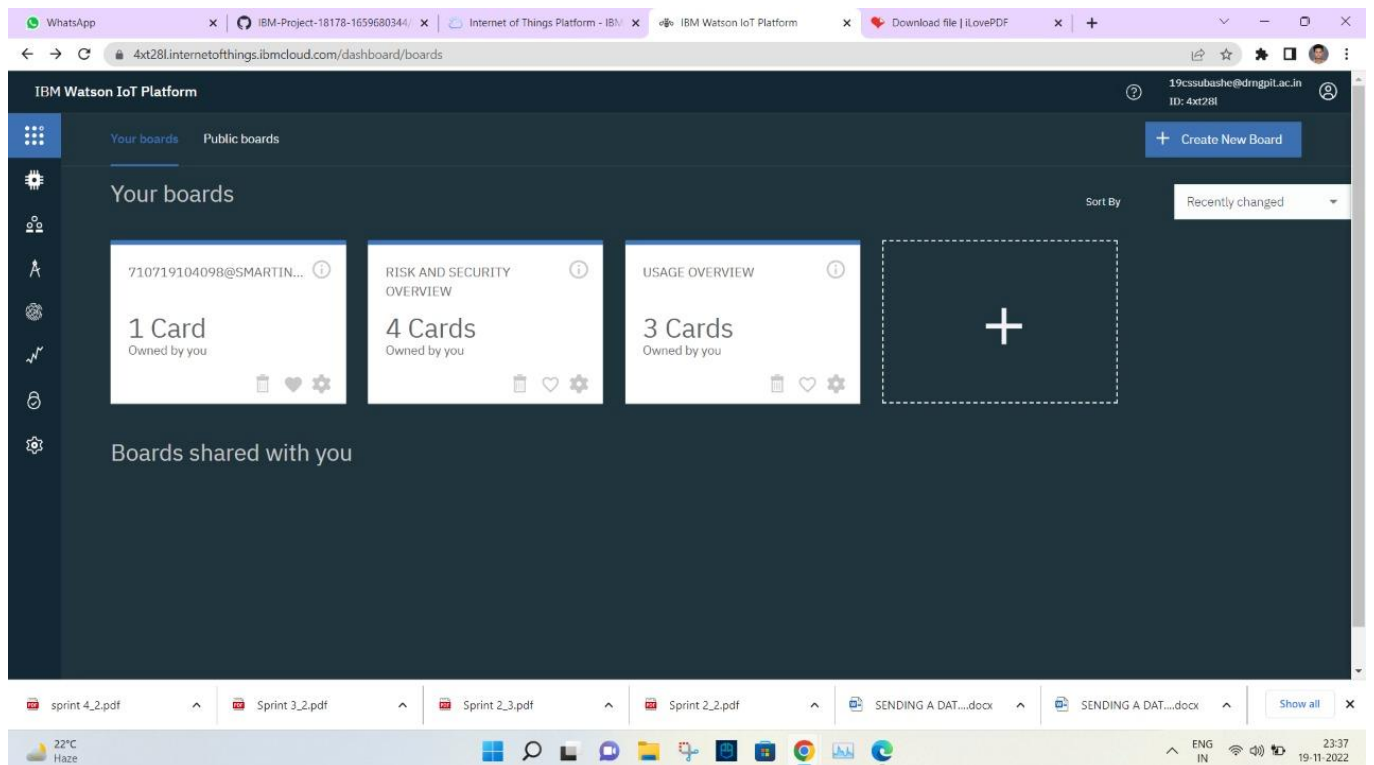 WhatsApp
IBM-Project-18178-1659680344/
Internet of Things Platform - IBM
IBM Watson IoT Platform
Download file | iLovePDF
4xt28l.internetofthings.ibmcloud.com/dashboard/boards
IBM Watson IoT Platform
19cssubashe@drngpit.ac.in
ID: 4xt28l
Your boards
Public boards
+ Create New Board
Your boards
Sort By
Recently changed
710719104098@SMARTIN...
1 Card
Owned by you
RISK AND SECURITY
OVERVIEW
4 Cards
Owned by you
USAGE OVERVIEW
3 Cards
Owned by you
Boards shared with you
sprint 4_2.pdf
Sprint 3_2.pdf
Sprint 2_3.pdf
Sprint 2_2.pdf
SENDING A DAT....docx
SENDING A DAT....docx
Show all
22°C
Haze
ENG
IN
23:37
19-11-2022